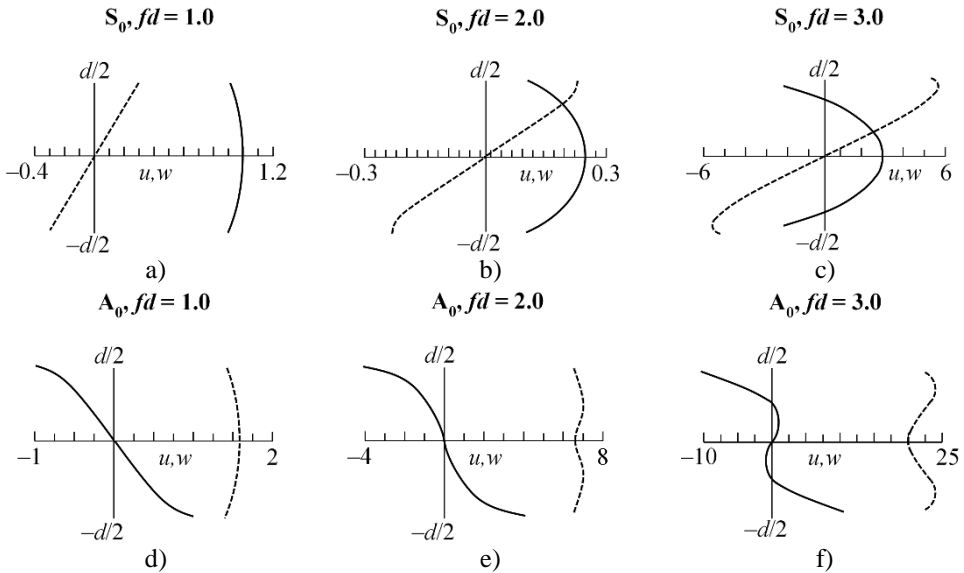 S₀, fd = 1.0
S₀, fd = 2.0
S₀, fd = 3.0
d/2
d/2
d/2
–0.4
u,w
1.2
–0.3
u,w
0.3
–6
u,w
6
–d/2
–d/2
–d/2
a)
b)
c)
A₀, fd = 1.0
A₀, fd = 2.0
A₀, fd = 3.0
d/2
d/2
d/2
–1
u,w
2
–4
u,w
8
–10
u,w
25
–d/2
–d/2
–d/2
d)
e)
f)